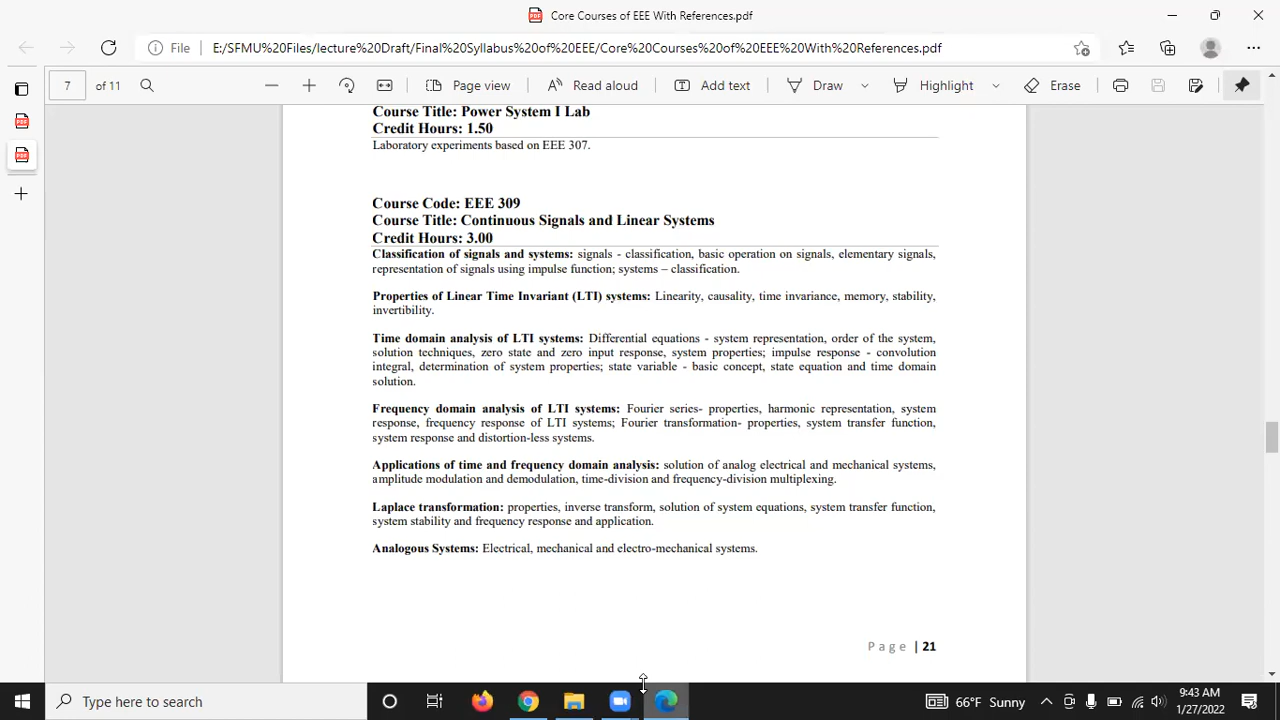 Core Courses of EEE With References.pdf
File
E:/SFMU%20Files/lecture%20Draft/Final%20Syllabus%20of%20EEE/Core%20Courses%20of%20EEE%20With%20References.pdf
7 of 11
Page view
Read aloud
Add text
Draw
Highlight
Erase
Course Title: Power System I Lab
Credit Hours: 1.50
Laboratory experiments based on EEE 307.
Course Code: EEE 309
Course Title: Continuous Signals and Linear Systems
Credit Hours: 3.00
Classification of signals and systems: signals - classification, basic operation on signals, elementary signals,
representation of signals using impulse function; systems – classification.
Properties of Linear Time Invariant (LTI) systems: Linearity, causality, time invariance, memory, stability,
invertibility.
Time domain analysis of LTI systems: Differential equations - system representation, order of the system,
solution techniques, zero state and zero input response, system properties; impulse response - convolution
integral, determination of system properties; state variable - basic concept, state equation and time domain
solution.
Frequency domain analysis of LTI systems: Fourier series- properties, harmonic representation, system
response, frequency response of LTI systems; Fourier transformation- properties, system transfer function,
system response and distortion-less systems.
Applications of time and frequency domain analysis: solution of analog electrical and mechanical systems,
amplitude modulation and demodulation, time-division and frequency-division multiplexing.
Laplace transformation: properties, inverse transform, solution of system equations, system transfer function,
system stability and frequency response and application.
Analogous Systems: Electrical, mechanical and electro-mechanical systems.
Page | 21
Type here to search
66°F Sunny
9:43 AM
1/27/2022